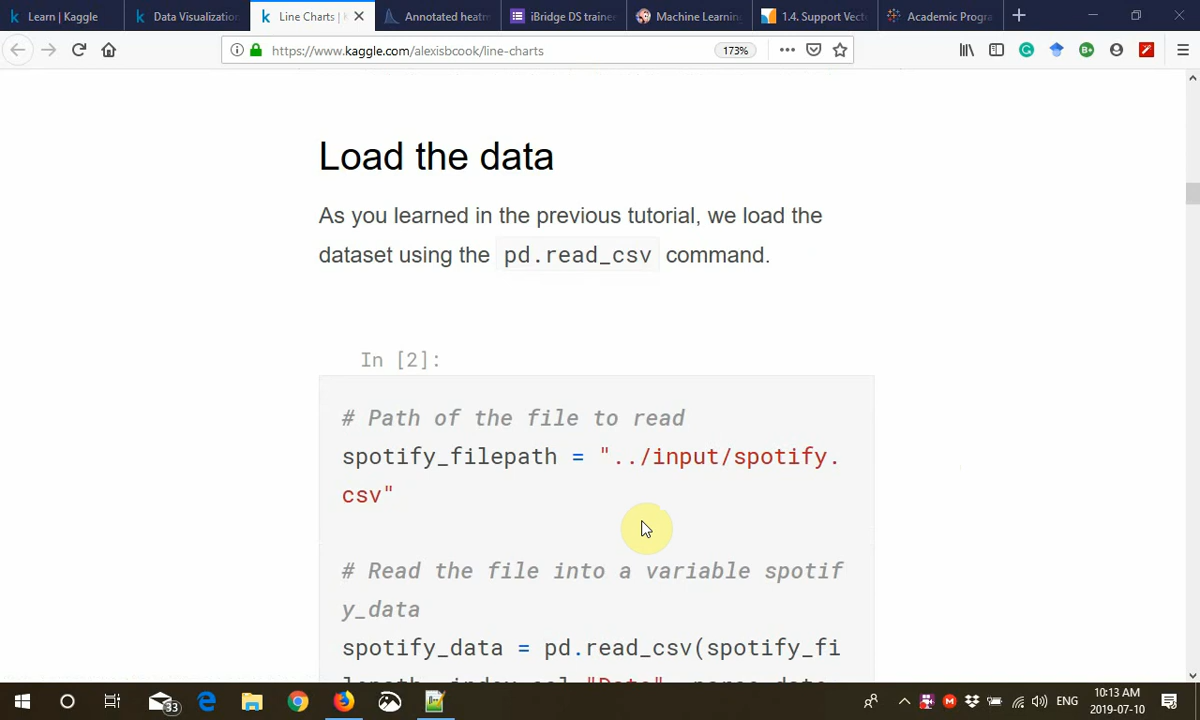 Learn | Kaggle
Data Visualization
Line Charts |
Annotated heatm
iBridge DS traine
Machine Learning
1.4. Support Vect
Academic Progra
https://www.kaggle.com/alexisbcook/line-charts
173%
Load the data
As you learned in the previous tutorial, we load the
dataset using the pd.read_csv command.
In [2]:
# Path of the file to read
spotify_filepath = "../input/spotify.
csv"
# Read the file into a variable spotif
y_data
spotify_data = pd.read_csv(spotify_fi
33
ENG
10:13 AM
2019-07-10